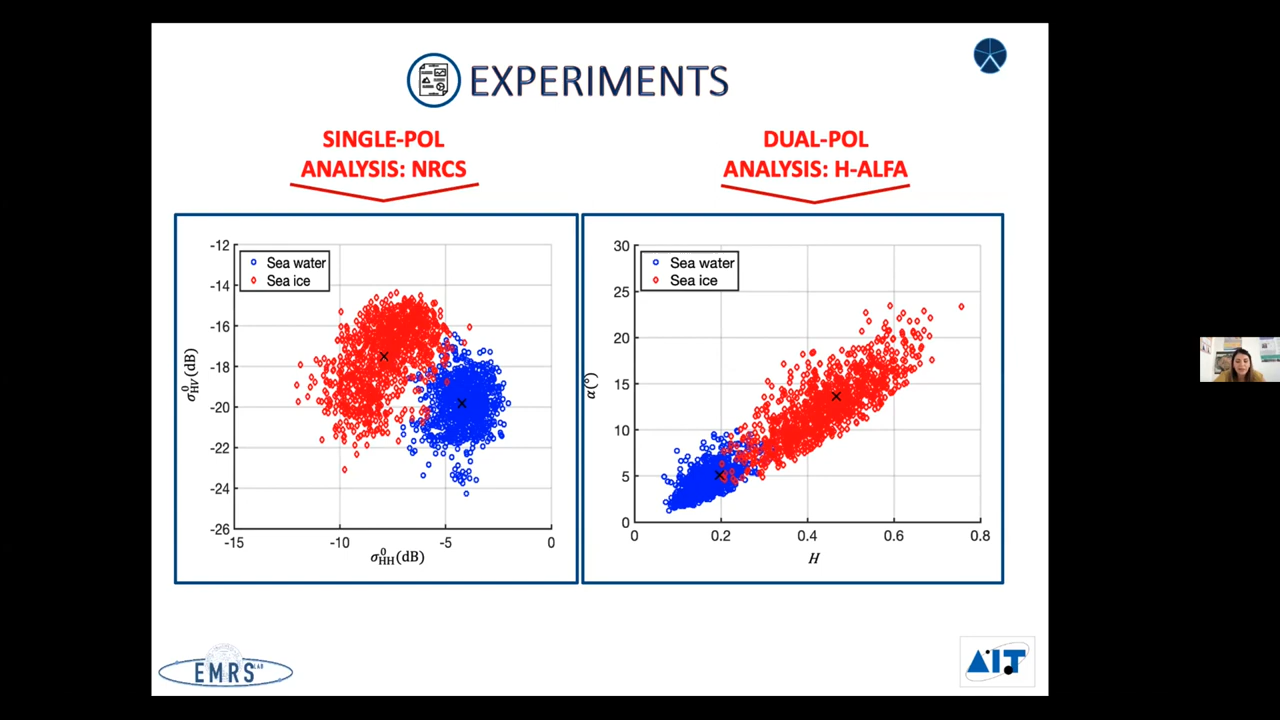 EXPERIMENTS
SINGLE-POL
ANALYSIS: NRCS
DUAL-POL
ANALYSIS: H-ALFA
Sea water
Sea ice
-12
-14
-16
-18
-20
-22
-24
-26
-15
-10
-5
0
σ⁰HV(dB)
σ⁰HH(dB)
Sea water
Sea ice
30
25
20
15
10
5
0
0
0.2
0.4
0.6
0.8
α(°)
H
EMRS LAB
AIT